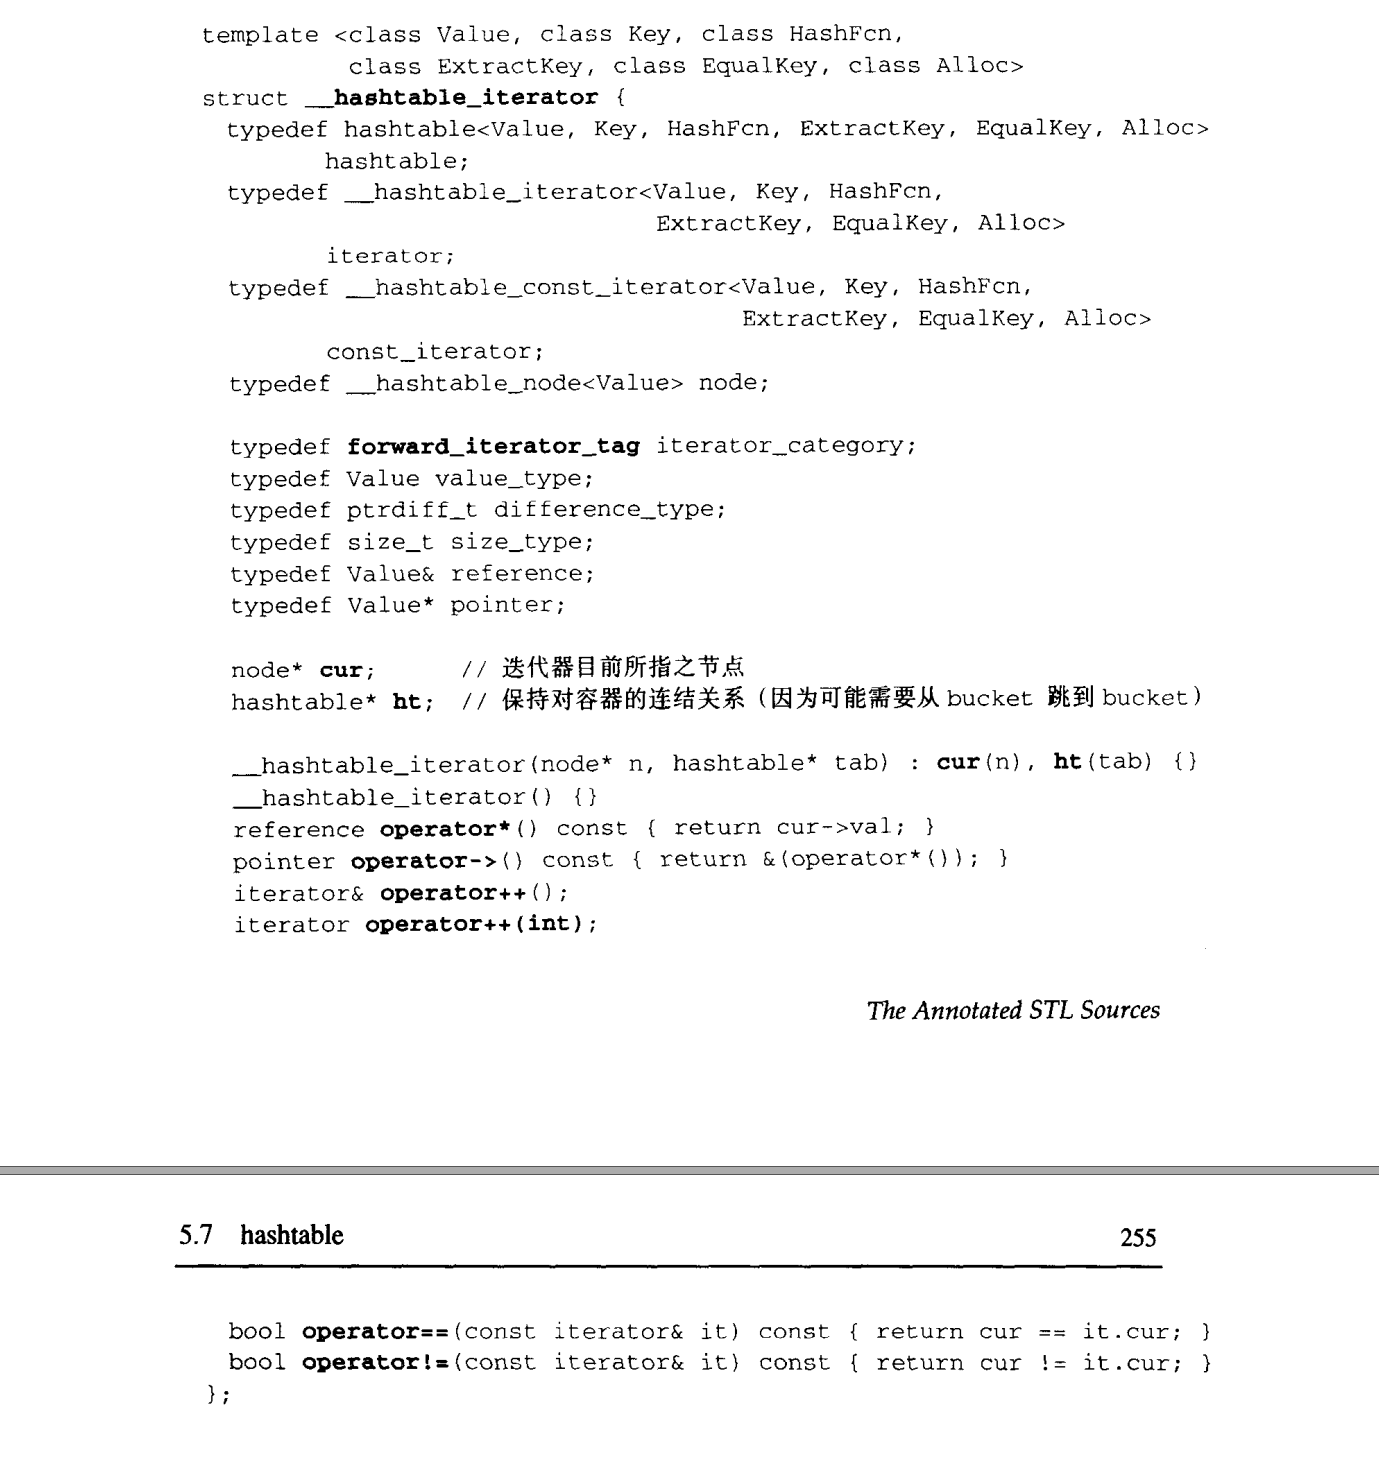 template <class Value, class Key, class HashFcn,
          class ExtractKey, class EqualKey, class Alloc>
struct __hashtable_iterator {
  typedef hashtable<Value, Key, HashFcn, ExtractKey, EqualKey, Alloc>
          hashtable;
  typedef __hashtable_iterator<Value, Key, HashFcn,
                               ExtractKey, EqualKey, Alloc>
          iterator;
  typedef __hashtable_const_iterator<Value, Key, HashFcn,
                                     ExtractKey, EqualKey, Alloc>
          const_iterator;
  typedef __hashtable_node<Value> node;

  typedef forward_iterator_tag iterator_category;
  typedef Value value_type;
  typedef ptrdiff_t difference_type;
  typedef size_t size_type;
  typedef Value& reference;
  typedef Value* pointer;

  node* cur;      // 迭代器目前所指之节点
  hashtable* ht;  // 保持对容器的连结关系（因为可能需要从 bucket 跳到 bucket）

  __hashtable_iterator(node* n, hashtable* tab) : cur(n), ht(tab) {}
  __hashtable_iterator() {}
  reference operator*() const { return cur->val; }
  pointer operator->() const { return &(operator*()); }
  iterator& operator++();
  iterator operator++(int);

The Annotated STL Sources

5.7 hashtable 255

  bool operator==(const iterator& it) const { return cur == it.cur; }
  bool operator!=(const iterator& it) const { return cur != it.cur; }
};